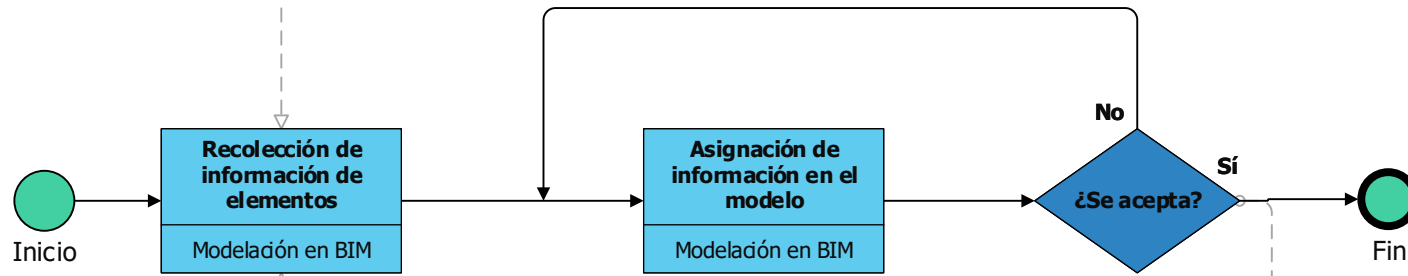 Inicio
Recolección de
información de
elementos
Modelación en BIM
Asignación de
información en el
modelo
Modelación en BIM
No
¿Se acepta?
Sí
Fin